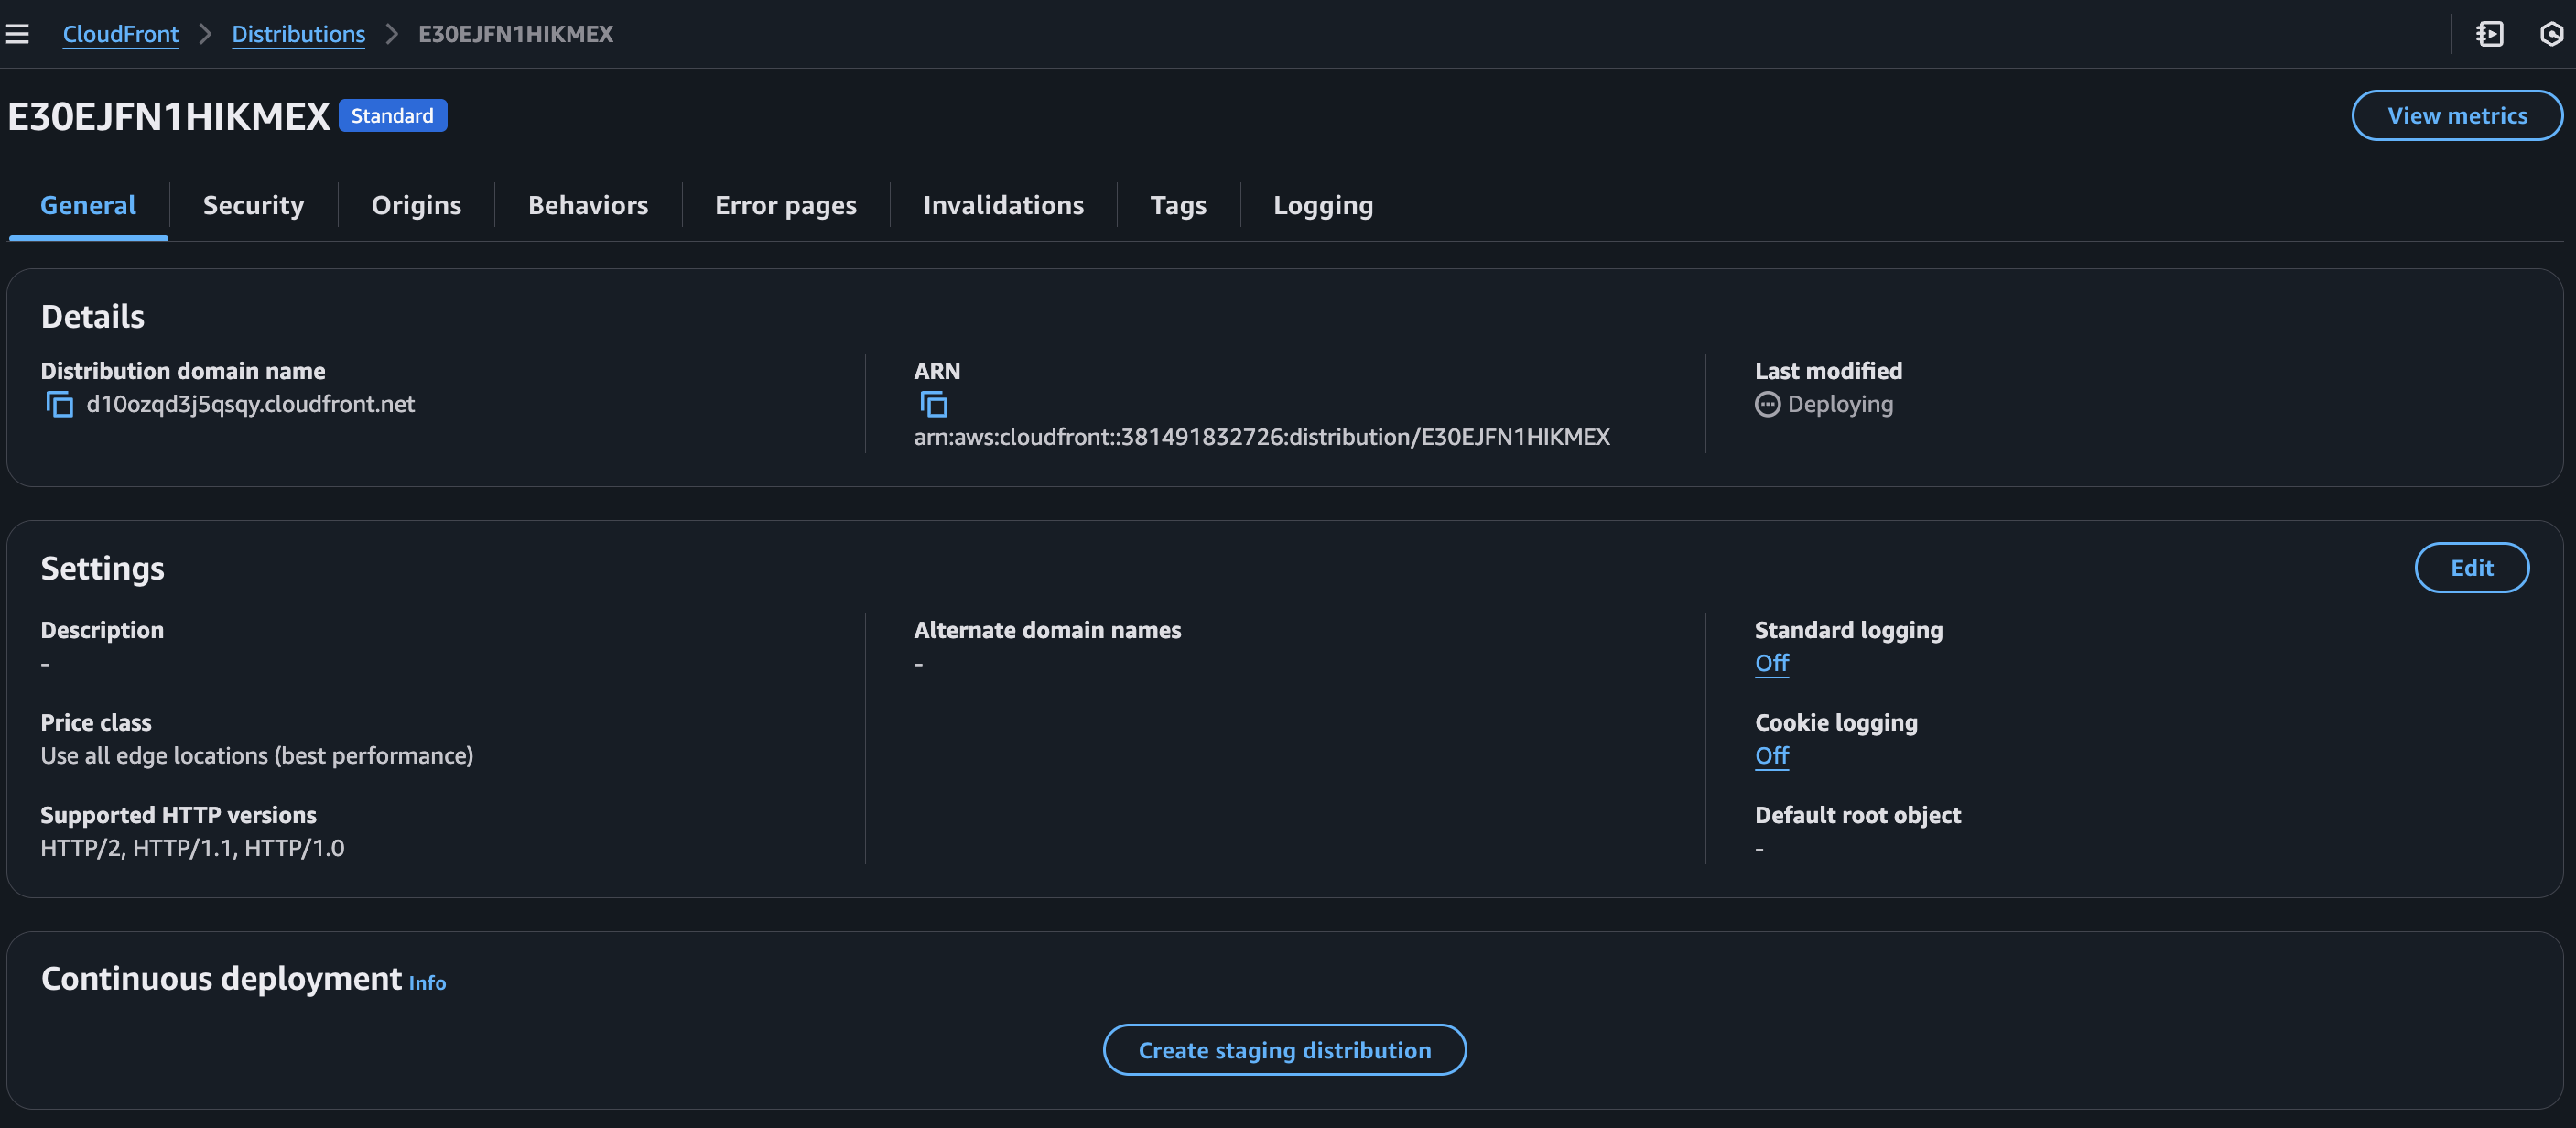 CloudFront > Distributions > E30EJFN1HIKMEX
E30EJFN1HIKMEX Standard
View metrics
General Security Origins Behaviors Error pages Invalidations Tags Logging
Details
Distribution domain name
d10ozqd3j5qsqy.cloudfront.net
ARN
arn:aws:cloudfront::381491832726:distribution/E30EJFN1HIKMEX
Last modified
Deploying
Settings
Edit
Description
-
Price class
Use all edge locations (best performance)
Supported HTTP versions
HTTP/2, HTTP/1.1, HTTP/1.0
Alternate domain names
-
Standard logging
Off
Cookie logging
Off
Default root object
-
Continuous deployment Info
Create staging distribution